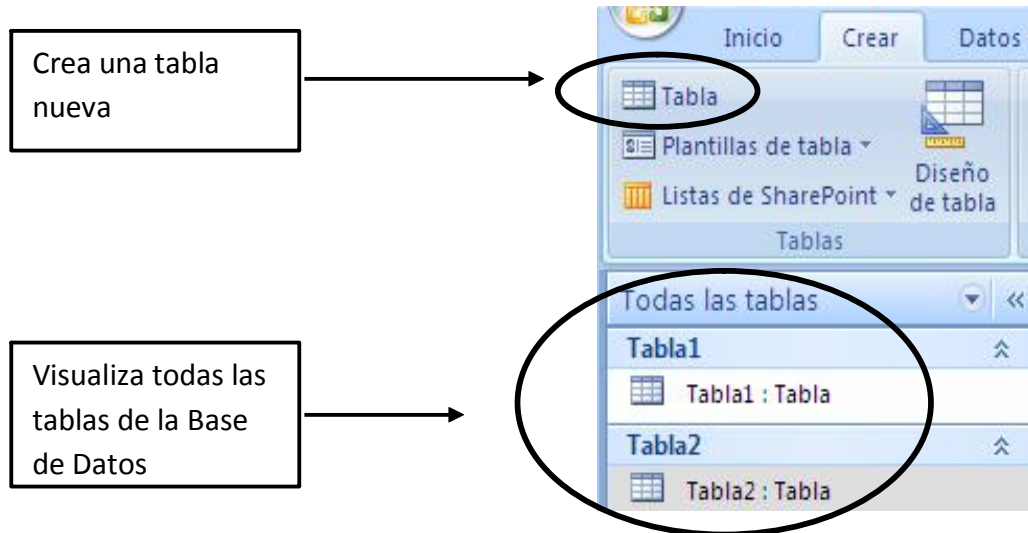 Crea una tabla
nueva
Inicio Crear Datos
Tabla
Plantillas de tabla
Listas de SharePoint
Diseño
de tabla
Tablas
Visualiza todas las
tablas de la Base
de Datos
Todas las tablas
Tabla1
Tabla1 : Tabla
Tabla2
Tabla2 : Tabla